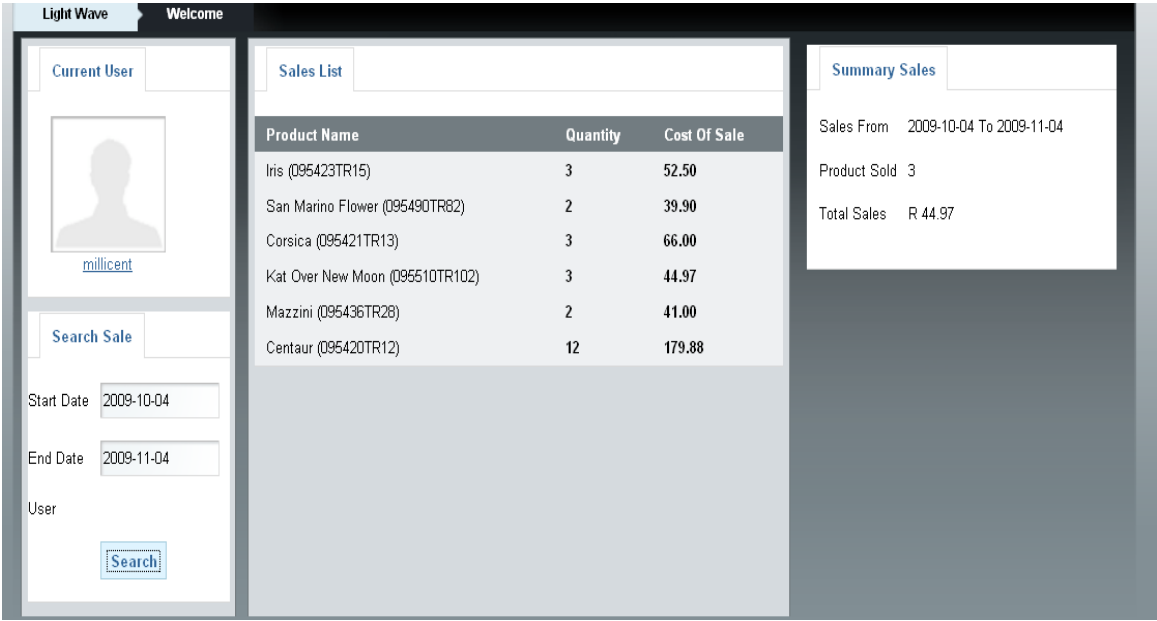 Light Wave Welcome
Current User
millicent
Search Sale
Start Date 2009-10-04
End Date 2009-11-04
User
Search
Sales List
Product Name Quantity Cost Of Sale
Iris (095423TR15) 3 52.50
San Marino Flower (095490TR82) 2 39.90
Corsica (095421TR13) 3 66.00
Kat Over New Moon (095510TR102) 3 44.97
Mazzini (095436TR28) 2 41.00
Centaur (095420TR12) 12 179.88
Summary Sales
Sales From 2009-10-04 To 2009-11-04
Product Sold 3
Total Sales R 44.97